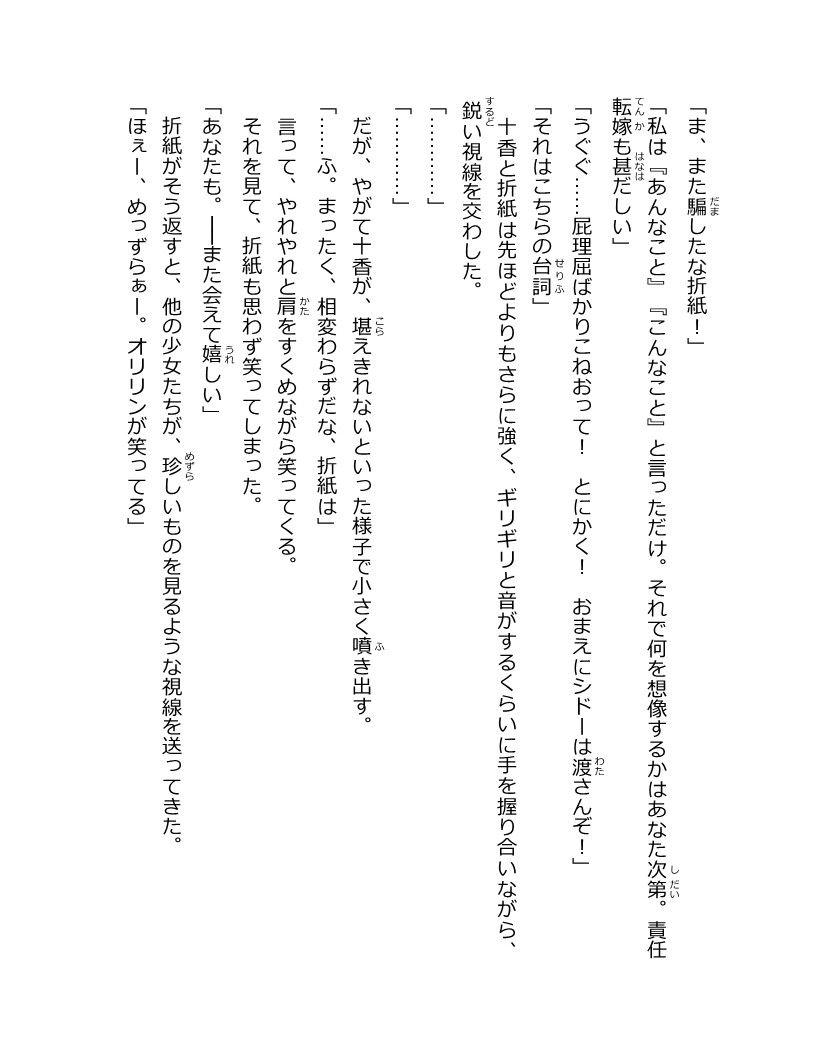 「ま、また騙したな折紙！」
「私は『あんなこと』『こんなこと』と言っただけ。それで何を想像するかはあなた次第。責任
転嫁も甚だしい」
「うぐぐ……屁理屈ばかりこねおって！　とにかく！　おまえにシドーは渡さんぞ！」
「それはこちらの台詞」
　十香と折紙は先ほどよりもさらに強く、ギリギリと音がするくらいに手を握り合いながら、
鋭い視線を交わした。
「…………」
「…………」
　だが、やがて十香が、堪えきれないといった様子で小さく噴き出す。
「……ふ。まったく、相変わらずだな、折紙は」
　言って、やれやれと肩をすくめながら笑ってくる。
　それを見て、折紙も思わず笑ってしまった。
「あなたも。――また会えて嬉しい」
　折紙がそう返すと、他の少女たちが、珍しいものを見るような視線を送ってきた。
「ほぇー、めっずらぁー。オリリンが笑ってる」